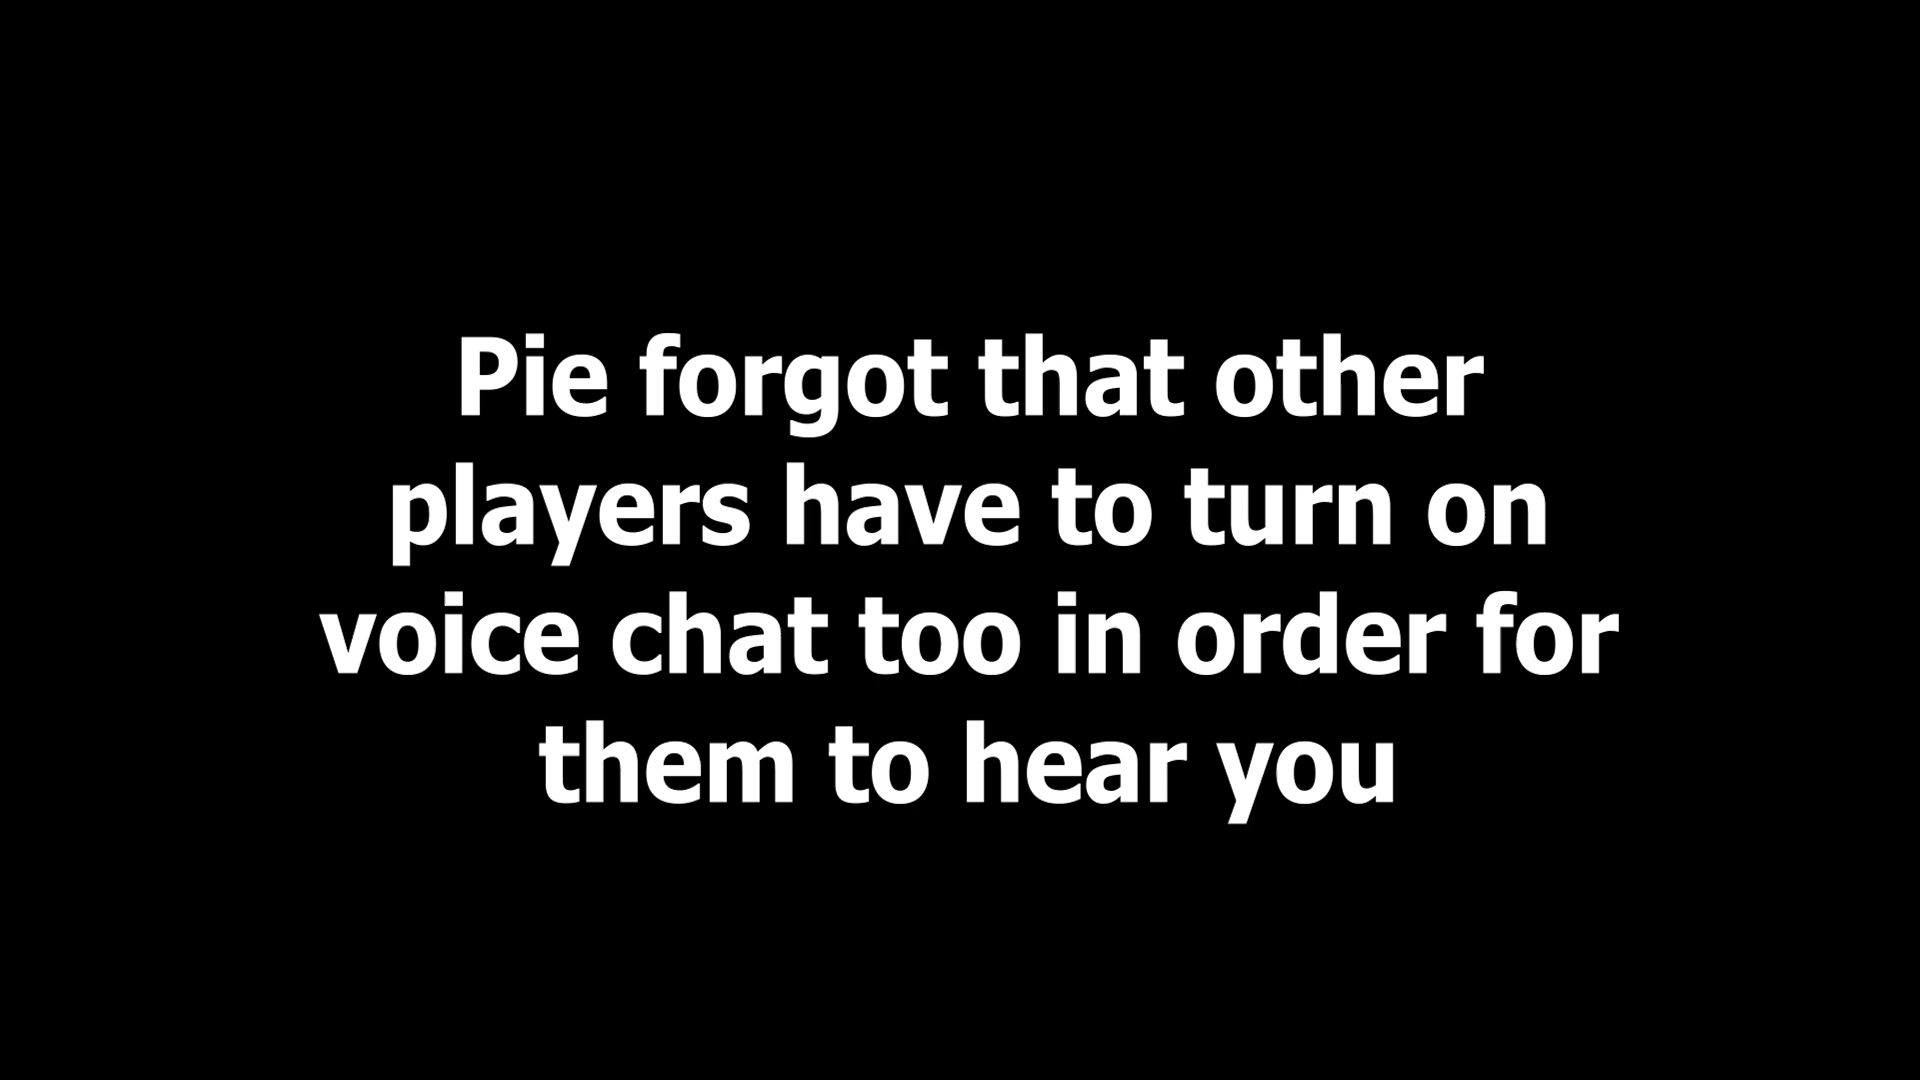 Pie forgot that other
players have to turn on
voice chat too in order for
them to hear you